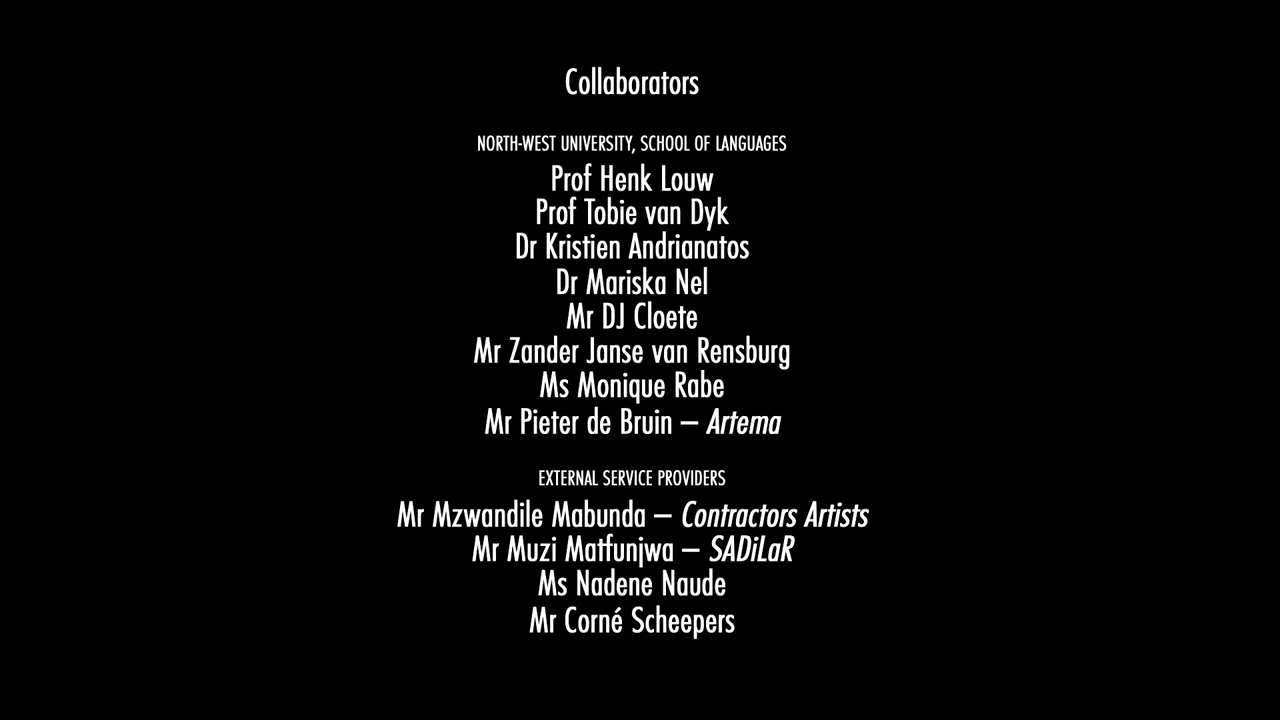 Collaborators
NORTH-WEST UNIVERSITY, SCHOOL OF LANGUAGES
Prof Henk Louw
Prof Tobie van Dyk
Dr Kristien Andrianatos
Dr Mariska Nel
Mr DJ Cloete
Mr Zander Janse van Rensburg
Ms Monique Rabe
Mr Pieter de Bruin – Artema
EXTERNAL SERVICE PROVIDERS
Mr Mzwandile Mabunda – Contractors Artists
Mr Muzi Matfunjwa – SADiLaR
Ms Nadene Naude
Mr Corné Scheepers